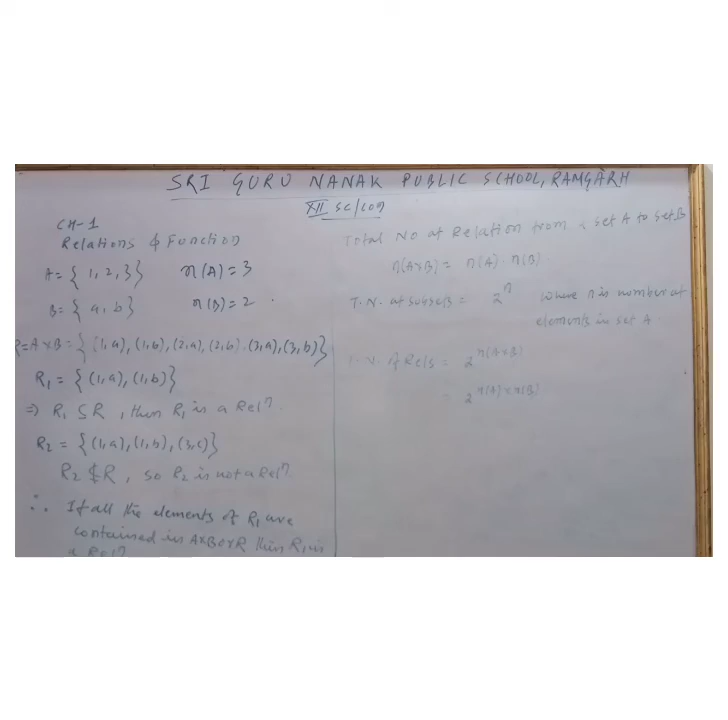 SRI GURU NANAK PUBLIC SCHOOL, RAMGARH
XII SC/COM
CH-1
Relations & Function
A = { 1, 2, 3 } n(A) = 3
B = { a, b } n(B) = 2
R = A × B = { (1,a), (1,b), (2,a), (2,b), (3,a), (3,b) }
R₁ = { (1,a), (1,b) }
⇒ R₁ ⊆ R, then R₁ is a Relⁿ.
R₂ = { (1,a), (1,b), (3,c) }
R₂ ⊈ R, so R₂ is not a Relⁿ
∴ If all the elements of R₁ are
contained in A×B or R then R₁ is
a Relⁿ
Total No of Relation from a set A to set B
n(A×B) = n(A) . n(B) .
T.N. of subsets = 2ⁿ where n is number of
elements in set A.
T.N. of Rels = 2^n(A×B)
= 2^n(A)×n(B)